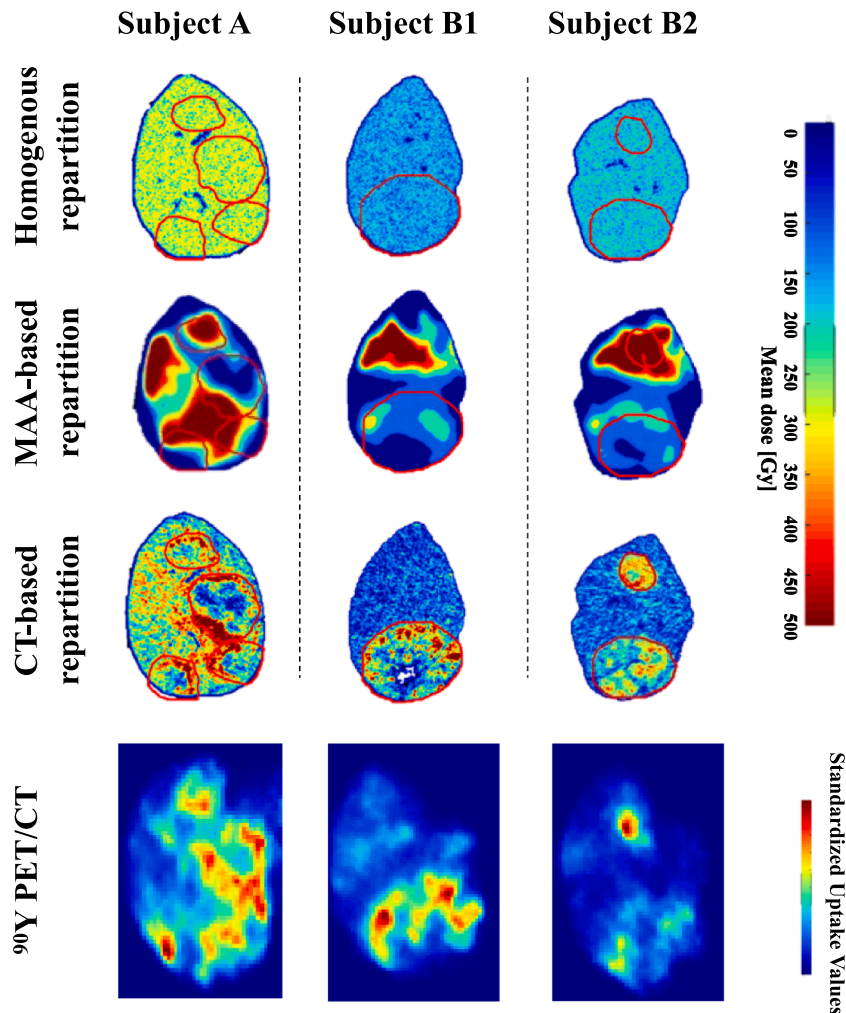 Subject A
Subject B1
Subject B2
Homogenous
repartition
MAA-based
repartition
CT-based
repartition
⁹⁰Y PET/CT
0
50
100
150
200
250
300
350
400
450
500
Mean dose [Gy]
Standardized Uptake Values